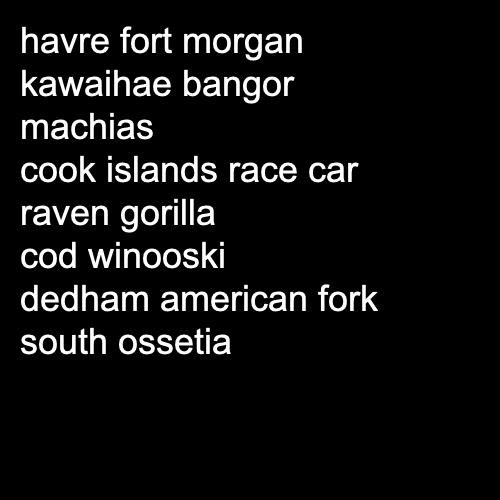 havre fort morgan
kawaihae bangor
machias
cook islands race car
raven gorilla
cod winooski
dedham american fork
south ossetia